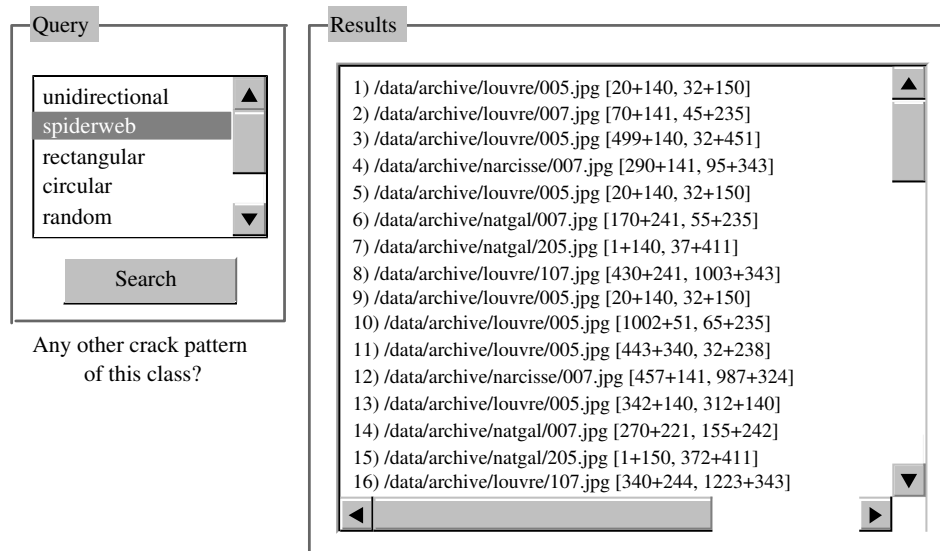 Query
unidirectional
spiderweb
rectangular
circular
random
Search
Any other crack pattern
of this class?
Results
1) /data/archive/louvre/005.jpg [20+140, 32+150]
2) /data/archive/louvre/007.jpg [70+141, 45+235]
3) /data/archive/louvre/005.jpg [499+140, 32+451]
4) /data/archive/narcisse/007.jpg [290+141, 95+343]
5) /data/archive/louvre/005.jpg [20+140, 32+150]
6) /data/archive/natgal/007.jpg [170+241, 55+235]
7) /data/archive/natgal/205.jpg [1+140, 37+411]
8) /data/archive/louvre/107.jpg [430+241, 1003+343]
9) /data/archive/louvre/005.jpg [20+140, 32+150]
10) /data/archive/louvre/005.jpg [1002+51, 65+235]
11) /data/archive/louvre/005.jpg [443+340, 32+238]
12) /data/archive/narcisse/007.jpg [457+141, 987+324]
13) /data/archive/louvre/005.jpg [342+140, 312+140]
14) /data/archive/natgal/007.jpg [270+221, 155+242]
15) /data/archive/natgal/205.jpg [1+150, 372+411]
16) /data/archive/louvre/107.jpg [340+244, 1223+343]